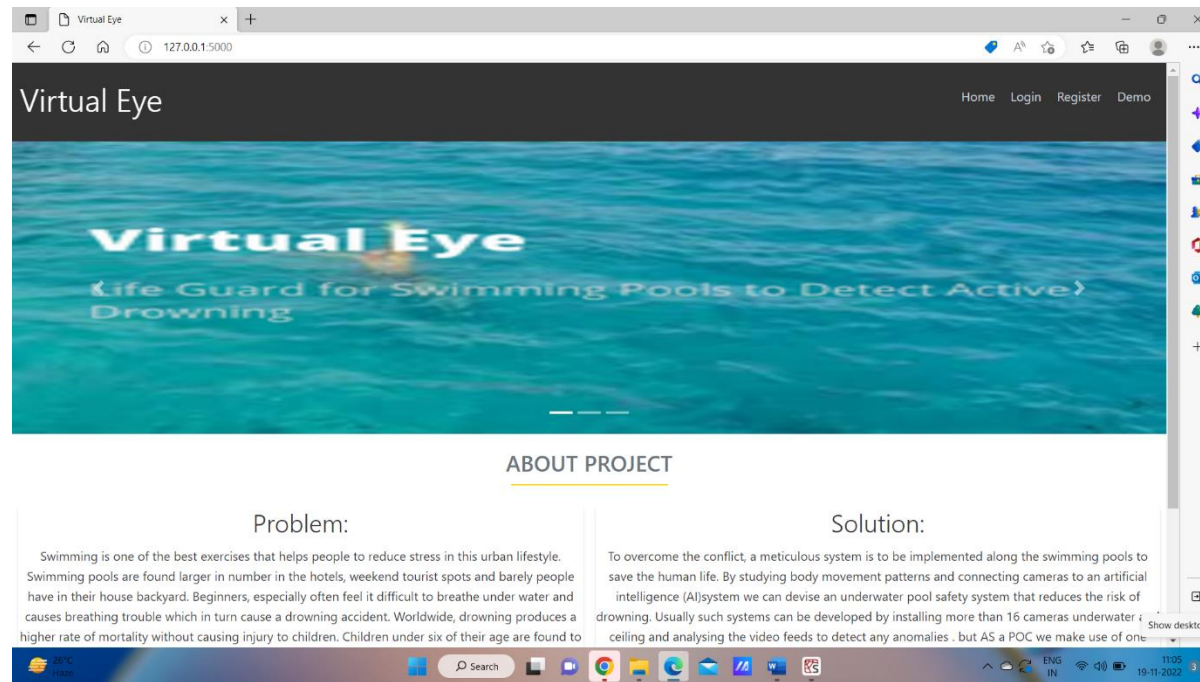 Virtual Eye
127.0.0.1:5000
Virtual Eye
Home Login Register Demo
Virtual Eye
Life Guard for Swimming Pools to Detect Active
Drowning
ABOUT PROJECT
Problem:
Swimming is one of the best exercises that helps people to reduce stress in this urban lifestyle.
Swimming pools are found larger in number in the hotels, weekend tourist spots and barely people
have in their house backyard. Beginners, especially often feel it difficult to breathe under water and
causes breathing trouble which in turn cause a drowning accident. Worldwide, drowning produces a
higher rate of mortality without causing injury to children. Children under six of their age are found to
Solution:
To overcome the conflict, a meticulous system is to be implemented along the swimming pools to
save the human life. By studying body movement patterns and connecting cameras to an artificial
intelligence (AI)system we can devise an underwater pool safety system that reduces the risk of
drowning. Usually such systems can be developed by installing more than 16 cameras underwater
ceiling and analysing the video feeds to detect any anomalies . but AS a POC we make use of one
Show deskto
26°C
Haze
Search
ENG
IN
11:05
19-11-2022
3